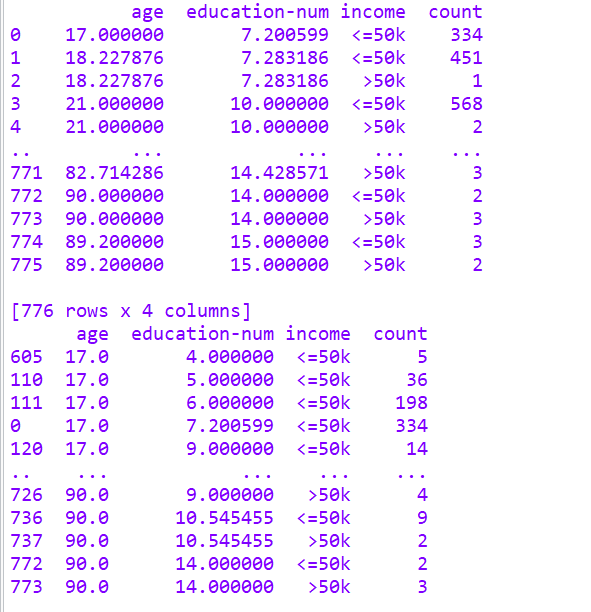 age education-num income count
0 17.000000 7.200599 <=50k 334
1 18.227876 7.283186 <=50k 451
2 18.227876 7.283186 >50k 1
3 21.000000 10.000000 <=50k 568
4 21.000000 10.000000 >50k 2
.. ... ... ... ...
771 82.714286 14.428571 >50k 3
772 90.000000 14.000000 <=50k 2
773 90.000000 14.000000 >50k 3
774 89.200000 15.000000 <=50k 3
775 89.200000 15.000000 >50k 2
[776 rows x 4 columns]
age education-num income count
605 17.0 4.000000 <=50k 5
110 17.0 5.000000 <=50k 36
111 17.0 6.000000 <=50k 198
0 17.0 7.200599 <=50k 334
120 17.0 9.000000 <=50k 14
.. ... ... ... ...
726 90.0 9.000000 >50k 4
736 90.0 10.545455 <=50k 9
737 90.0 10.545455 >50k 2
772 90.0 14.000000 <=50k 2
773 90.0 14.000000 >50k 3